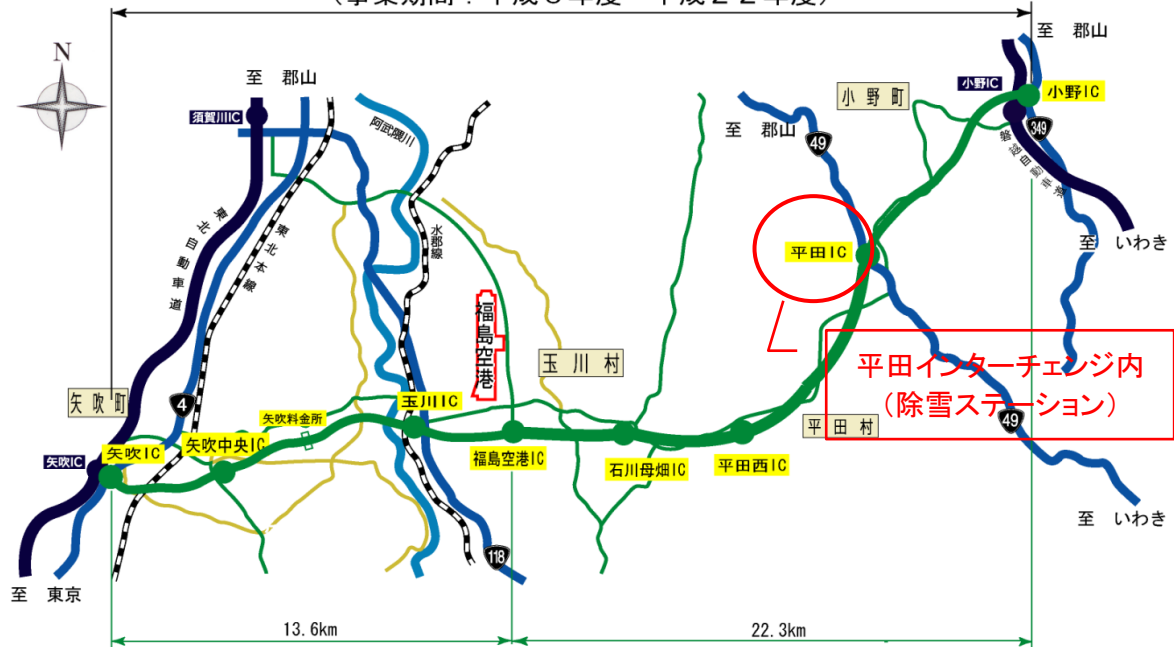 (事業期間:平成5年度~平成22年度)
N
至 郡山
至 郡山
小野IC
小野IC
小野町
須賀川IC
阿武隈川
至 郡山
49
349
磐越自動車道
水郡線
東北本線
東北自動車道
至 いわき
平田IC
福島空港
玉川村
平田インターチェンジ内
(除雪ステーション)
矢吹町
4
玉川IC
矢吹料金所
平田村
49
矢吹中央IC
矢吹IC
矢吹IC
福島空港IC
石川母畑IC
平田西IC
至 いわき
118
至 東京
13.6km
22.3km